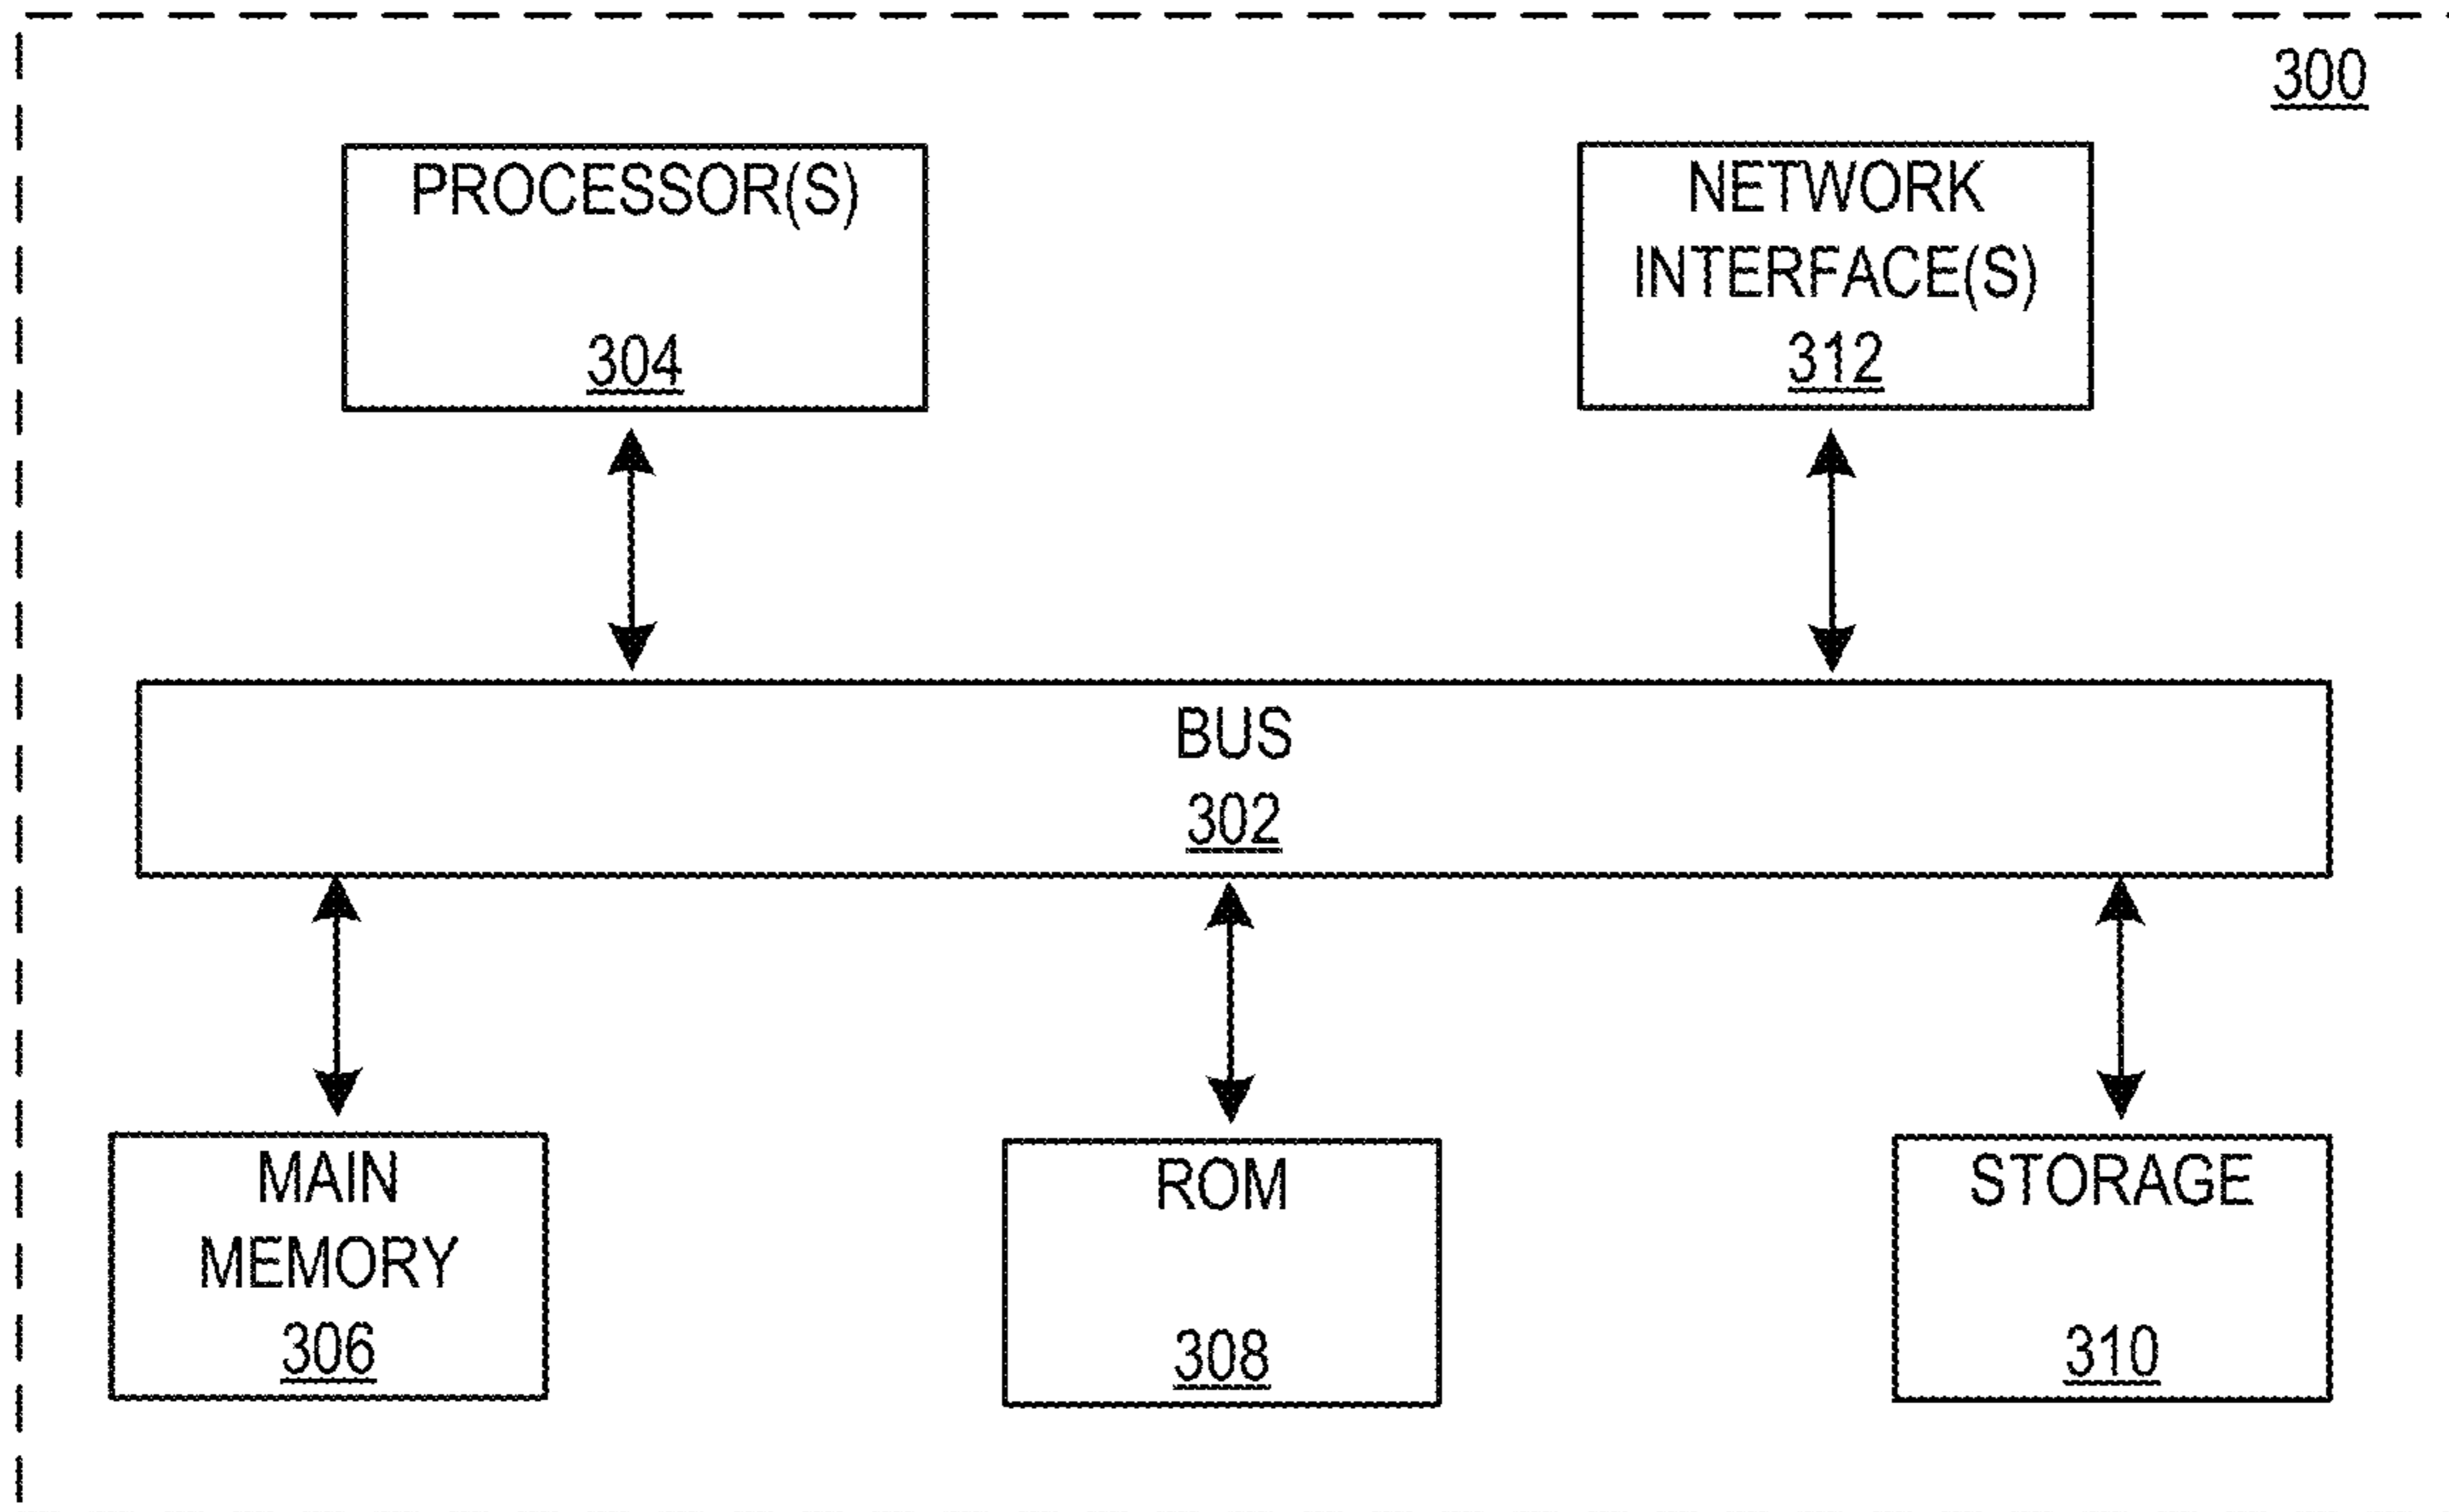 300
PROCESSOR(S)
304
NETWORK
INTERFACE(S)
312
BUS
302
MAIN
MEMORY
306
ROM
308
STORAGE
310